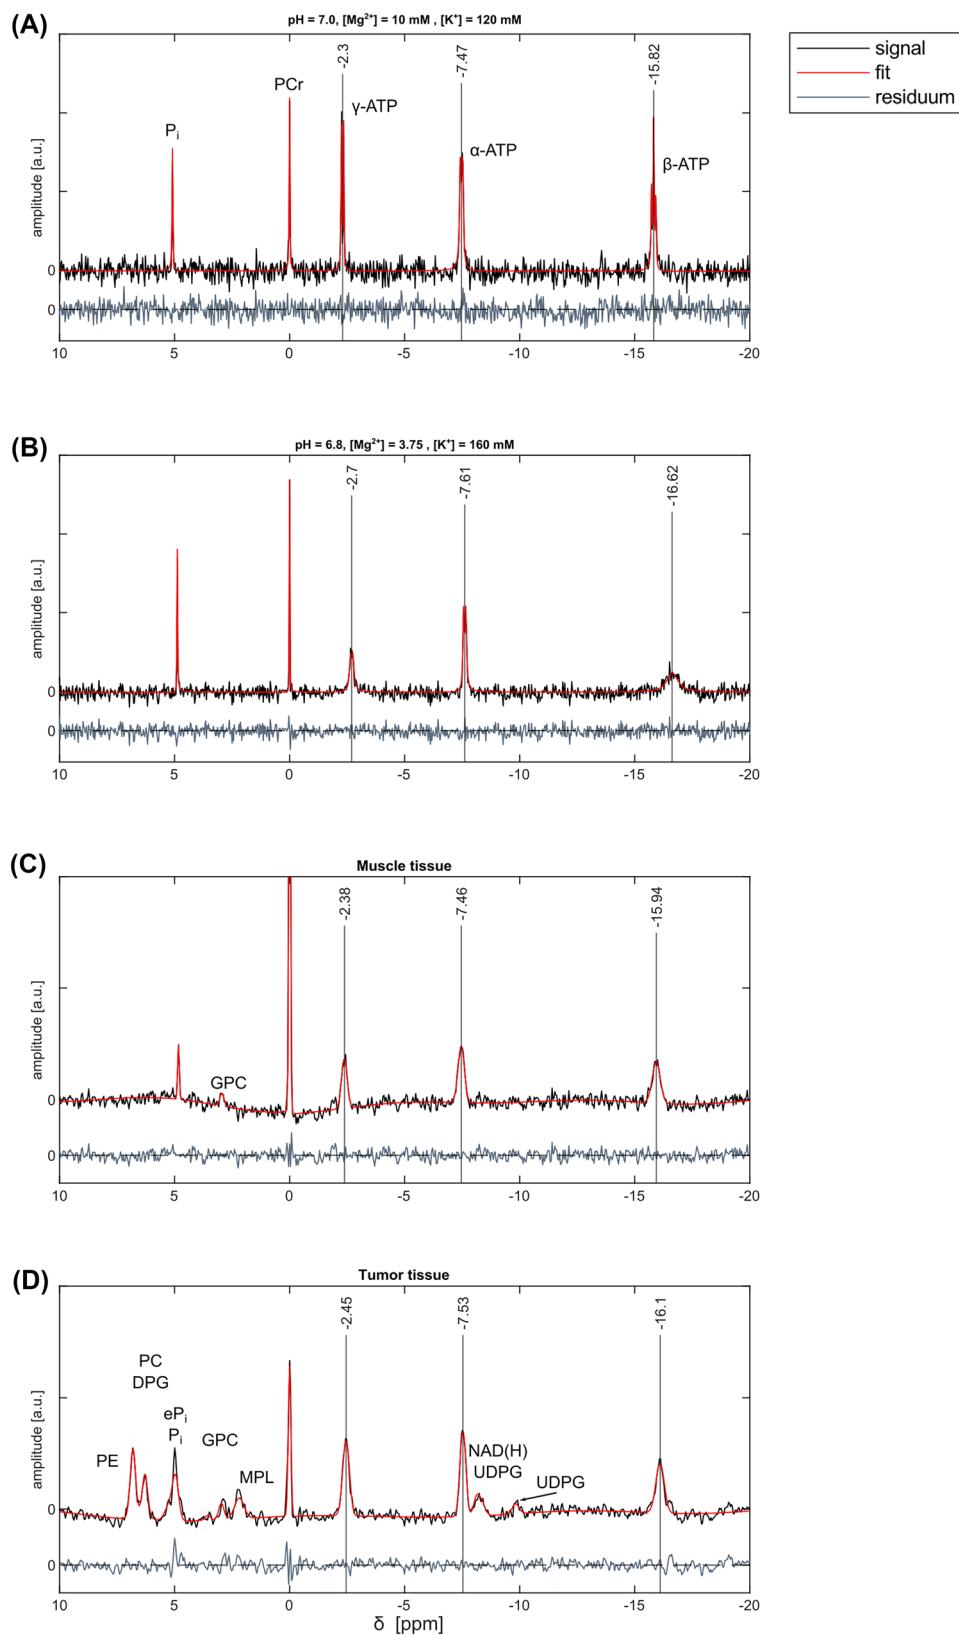 (A)
pH = 7.0, [Mg²⁺] = 10 mM , [K⁺] = 120 mM
signal
fit
residuum
-2.3
-7.47
-15.82
PCr
γ-ATP
Pᵢ
α-ATP
β-ATP
amplitude [a.u.]
0
0
10 5 0 -5 -10 -15 -20
(B)
pH = 6.8, [Mg²⁺] = 3.75 , [K⁺] = 160 mM
-2.7
-7.61
-16.62
amplitude [a.u.]
0
0
10 5 0 -5 -10 -15 -20
(C)
Muscle tissue
-2.38
-7.46
-15.94
amplitude [a.u.]
GPC
0
0
10 5 0 -5 -10 -15 -20
(D)
Tumor tissue
-2.45
-7.53
-16.1
PC
DPG
ePᵢ
Pᵢ
GPC
PE
MPL
NAD(H)
UDPG
UDPG
amplitude [a.u.]
0
0
10 5 0 -5 -10 -15 -20
δ [ppm]